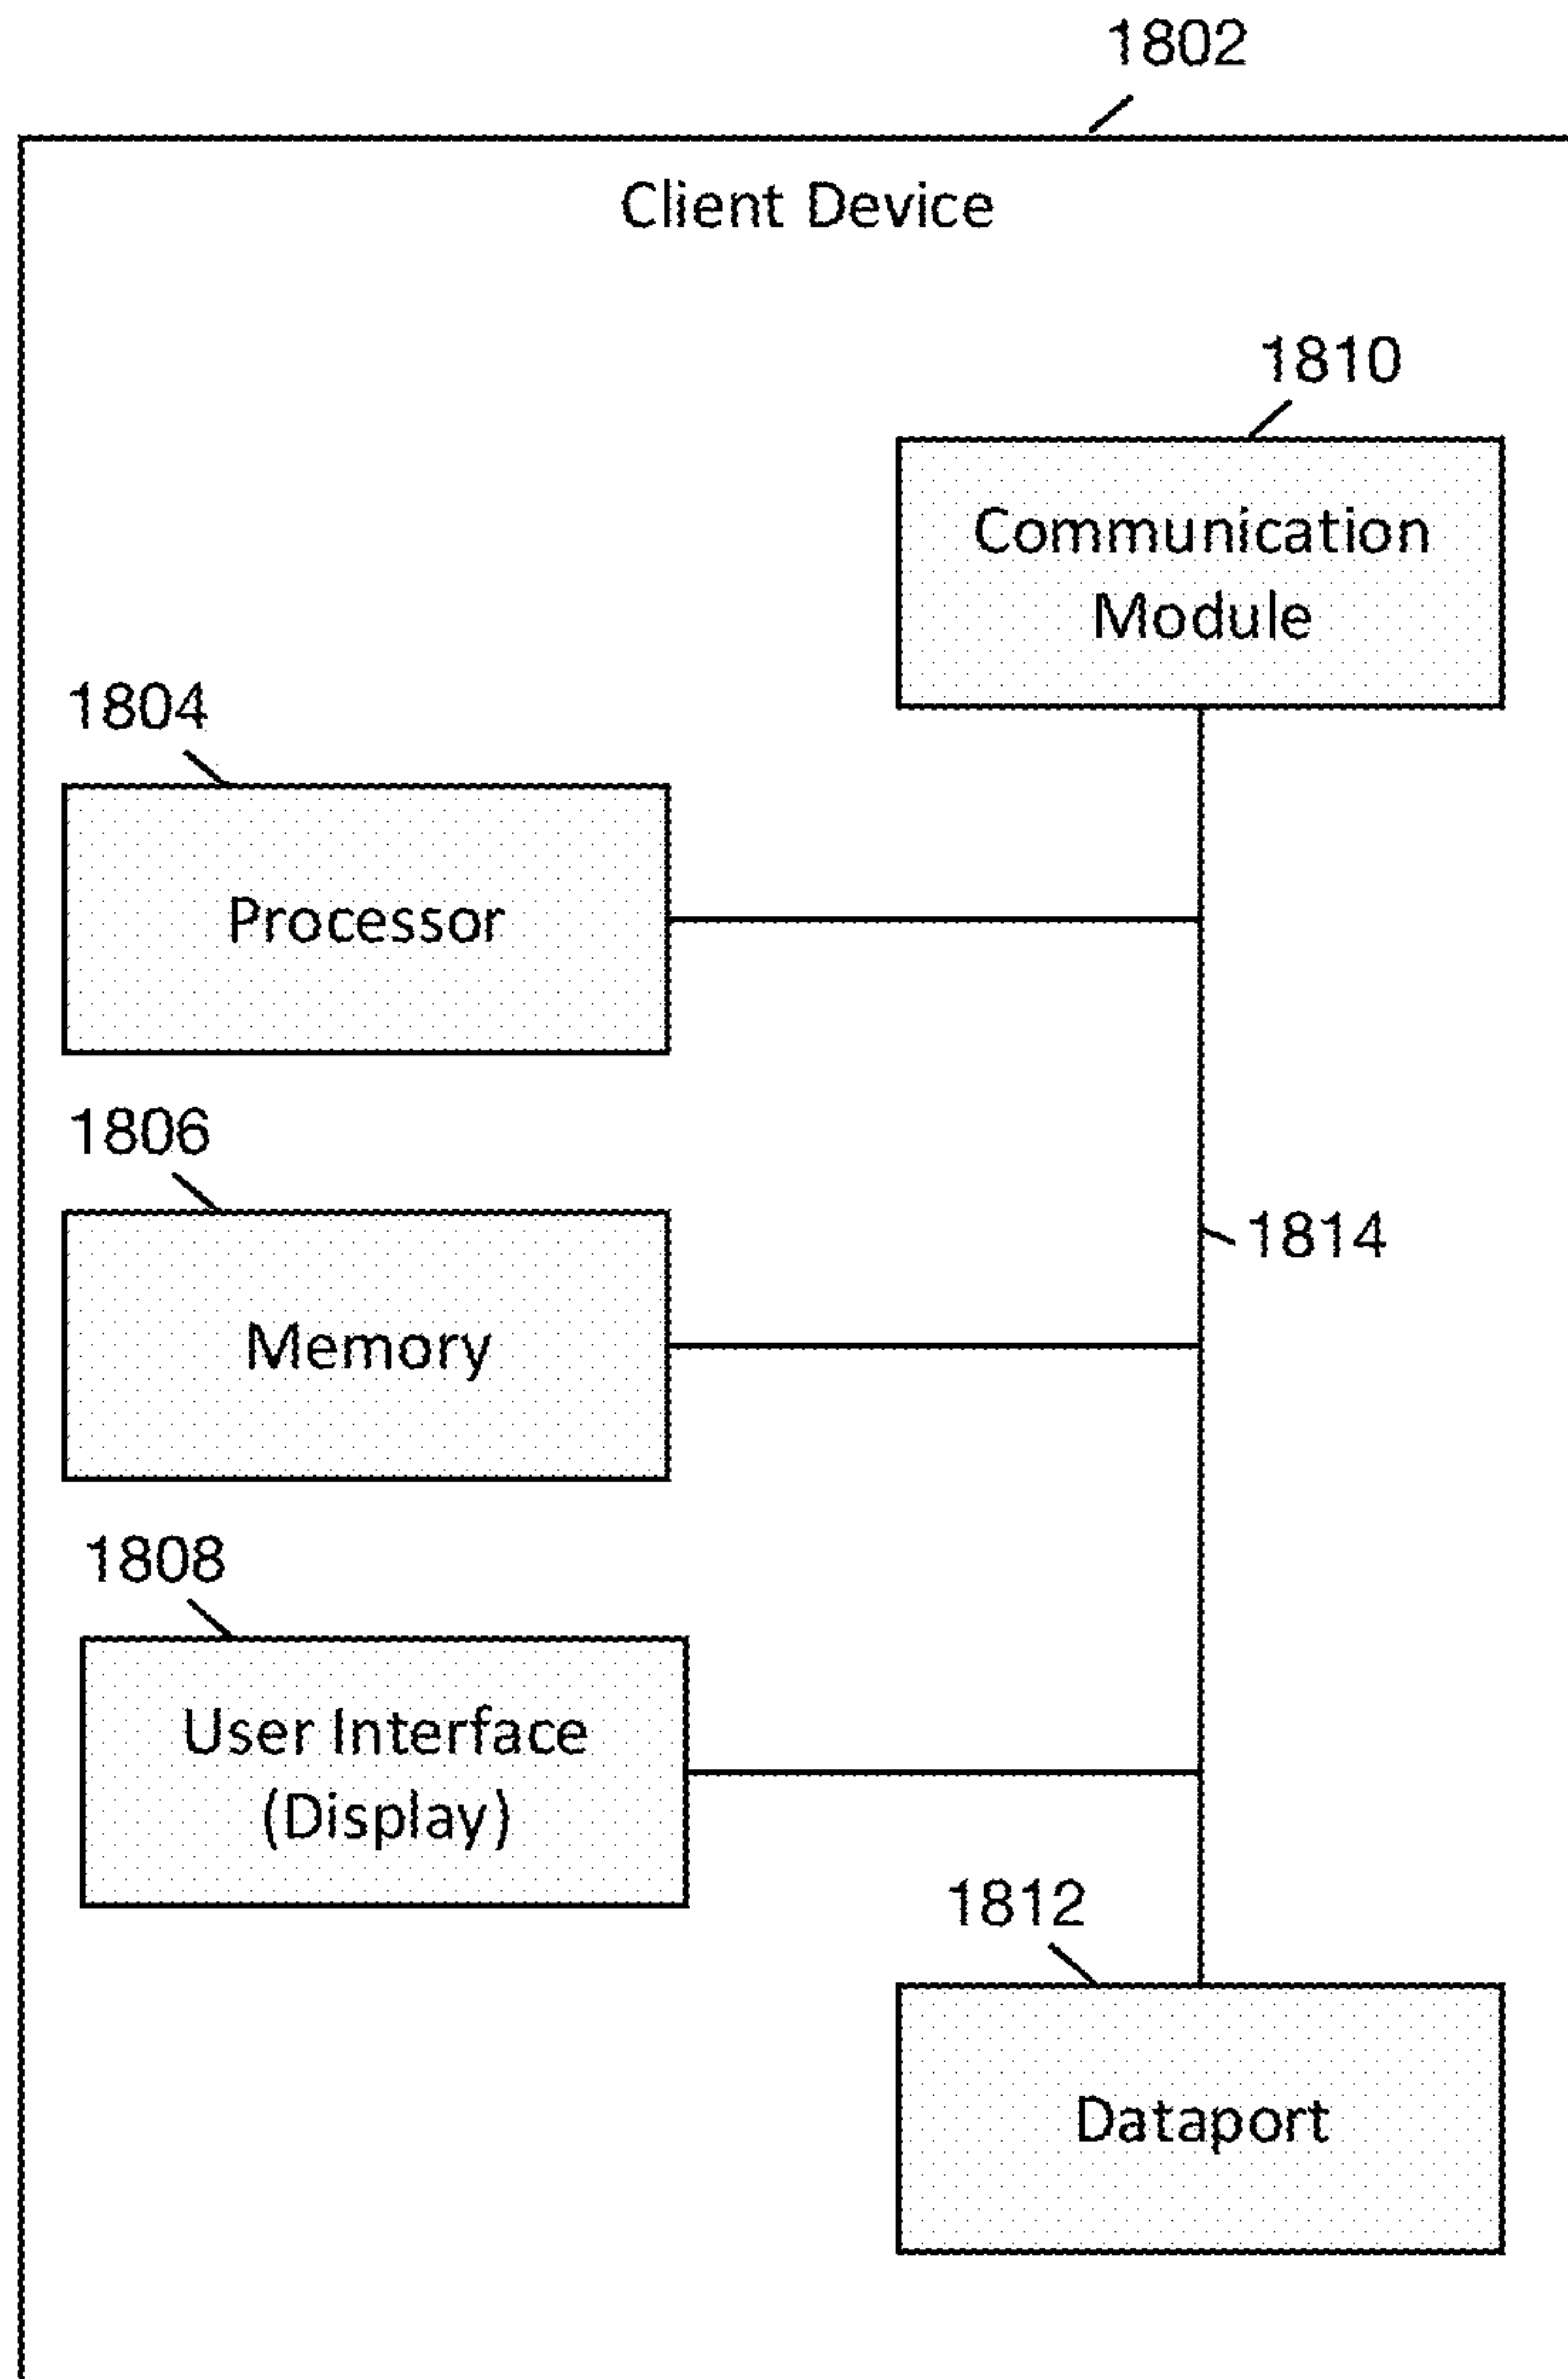 1802
Client Device
1810
Communication
Module
1804
Processor
1806
1814
Memory
1808
User Interface
(Display)
1812
Dataport